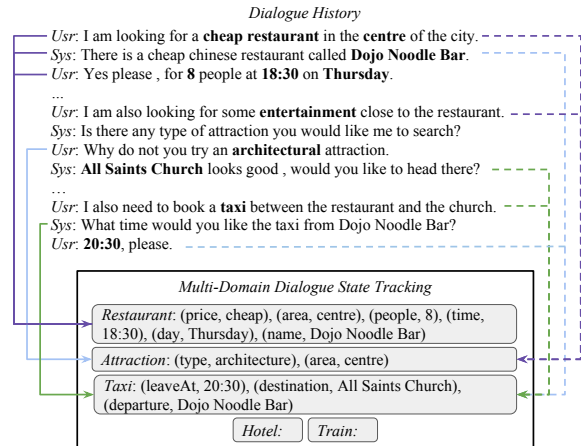 Dialogue History
Usr: I am looking for a cheap restaurant in the centre of the city.
Sys: There is a cheap chinese restaurant called Dojo Noodle Bar.
Usr: Yes please , for 8 people at 18:30 on Thursday.
...
Usr: I am also looking for some entertainment close to the restaurant.
Sys: Is there any type of attraction you would like me to search?
Usr: Why do not you try an architectural attraction.
Sys: All Saints Church looks good , would you like to head there?
...
Usr: I also need to book a taxi between the restaurant and the church.
Sys: What time would you like the taxi from Dojo Noodle Bar?
Usr: 20:30, please.
Multi-Domain Dialogue State Tracking
Restaurant: (price, cheap), (area, centre), (people, 8), (time,
18:30), (day, Thursday), (name, Dojo Noodle Bar)
Attraction: (type, architecture), (area, centre)
Taxi: (leaveAt, 20:30), (destination, All Saints Church),
(departure, Dojo Noodle Bar)
Hotel: Train: